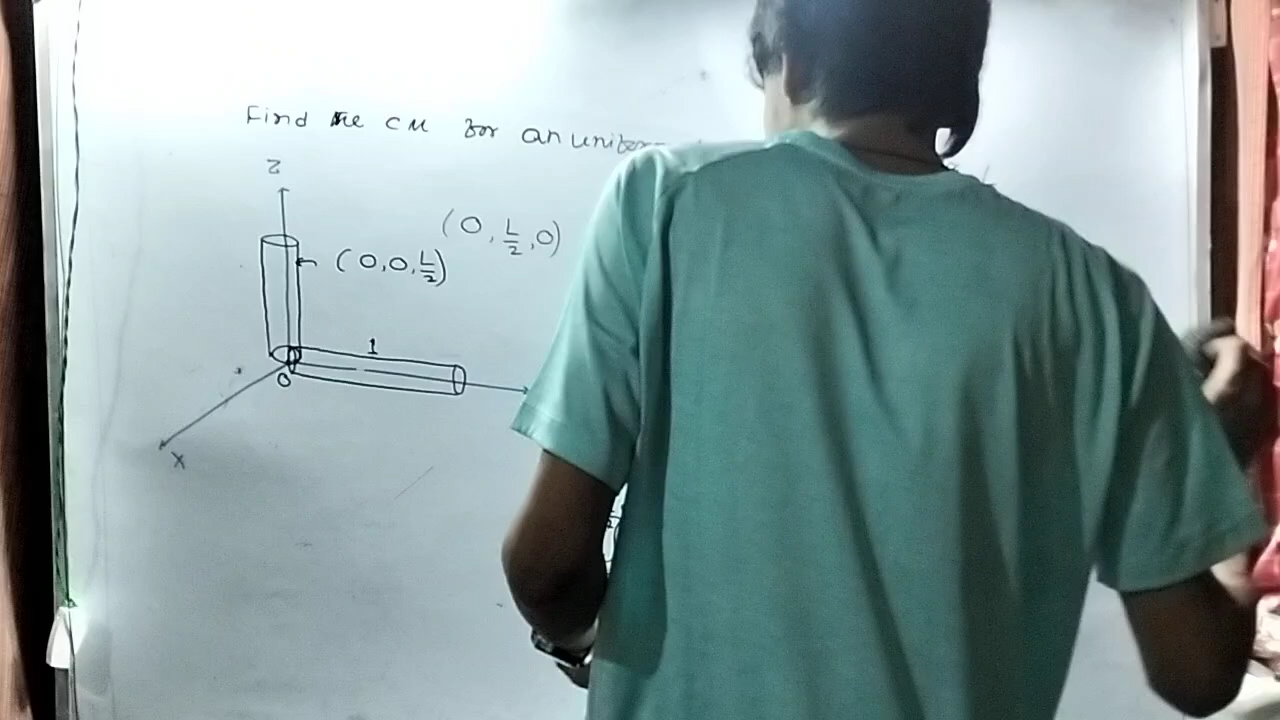 Find the CM for an
Z
(0, L/2, 0)
(0,0, L/2)
1
O
X